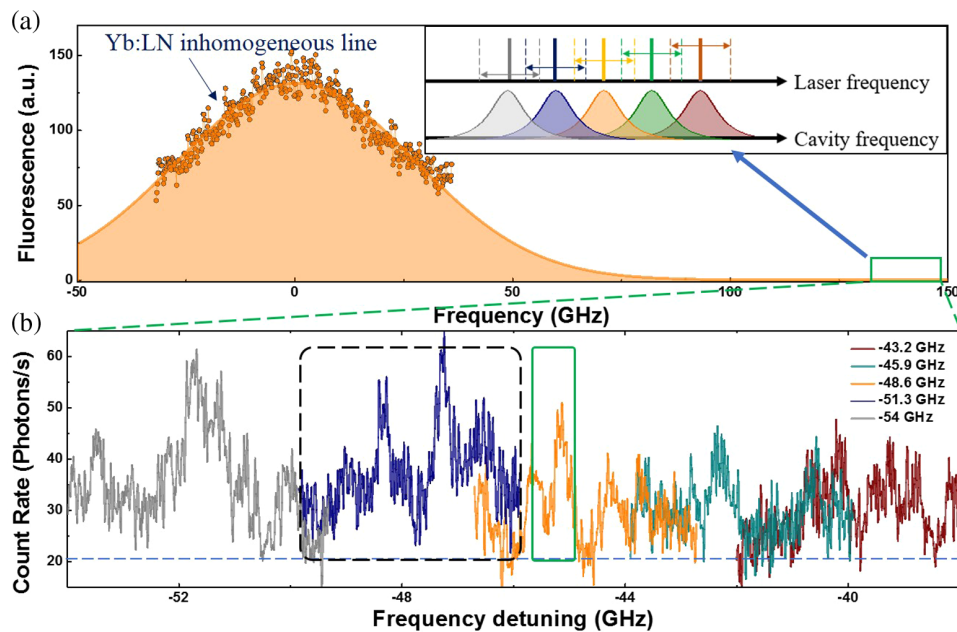 (a)
Yb:LN inhomogeneous line
Fluorescence (a.u.)
150
100
50
0
-50
0
50
100
150
Frequency (GHz)
Laser frequency
Cavity frequency
(b)
Count Rate (Photons/s)
60
50
40
30
20
-43.2 GHz
-45.9 GHz
-48.6 GHz
-51.3 GHz
-54 GHz
-52
-48
-44
-40
Frequency detuning (GHz)